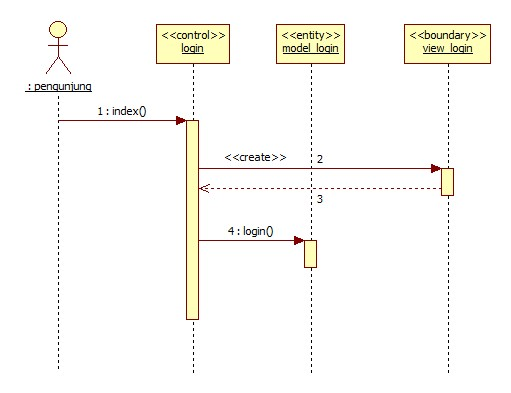 <<control>>
login
<<entity>>
model_login
<<boundary>>
view_login
: pengunjung
1 : index()
<<create>>
2
3
4 : login()